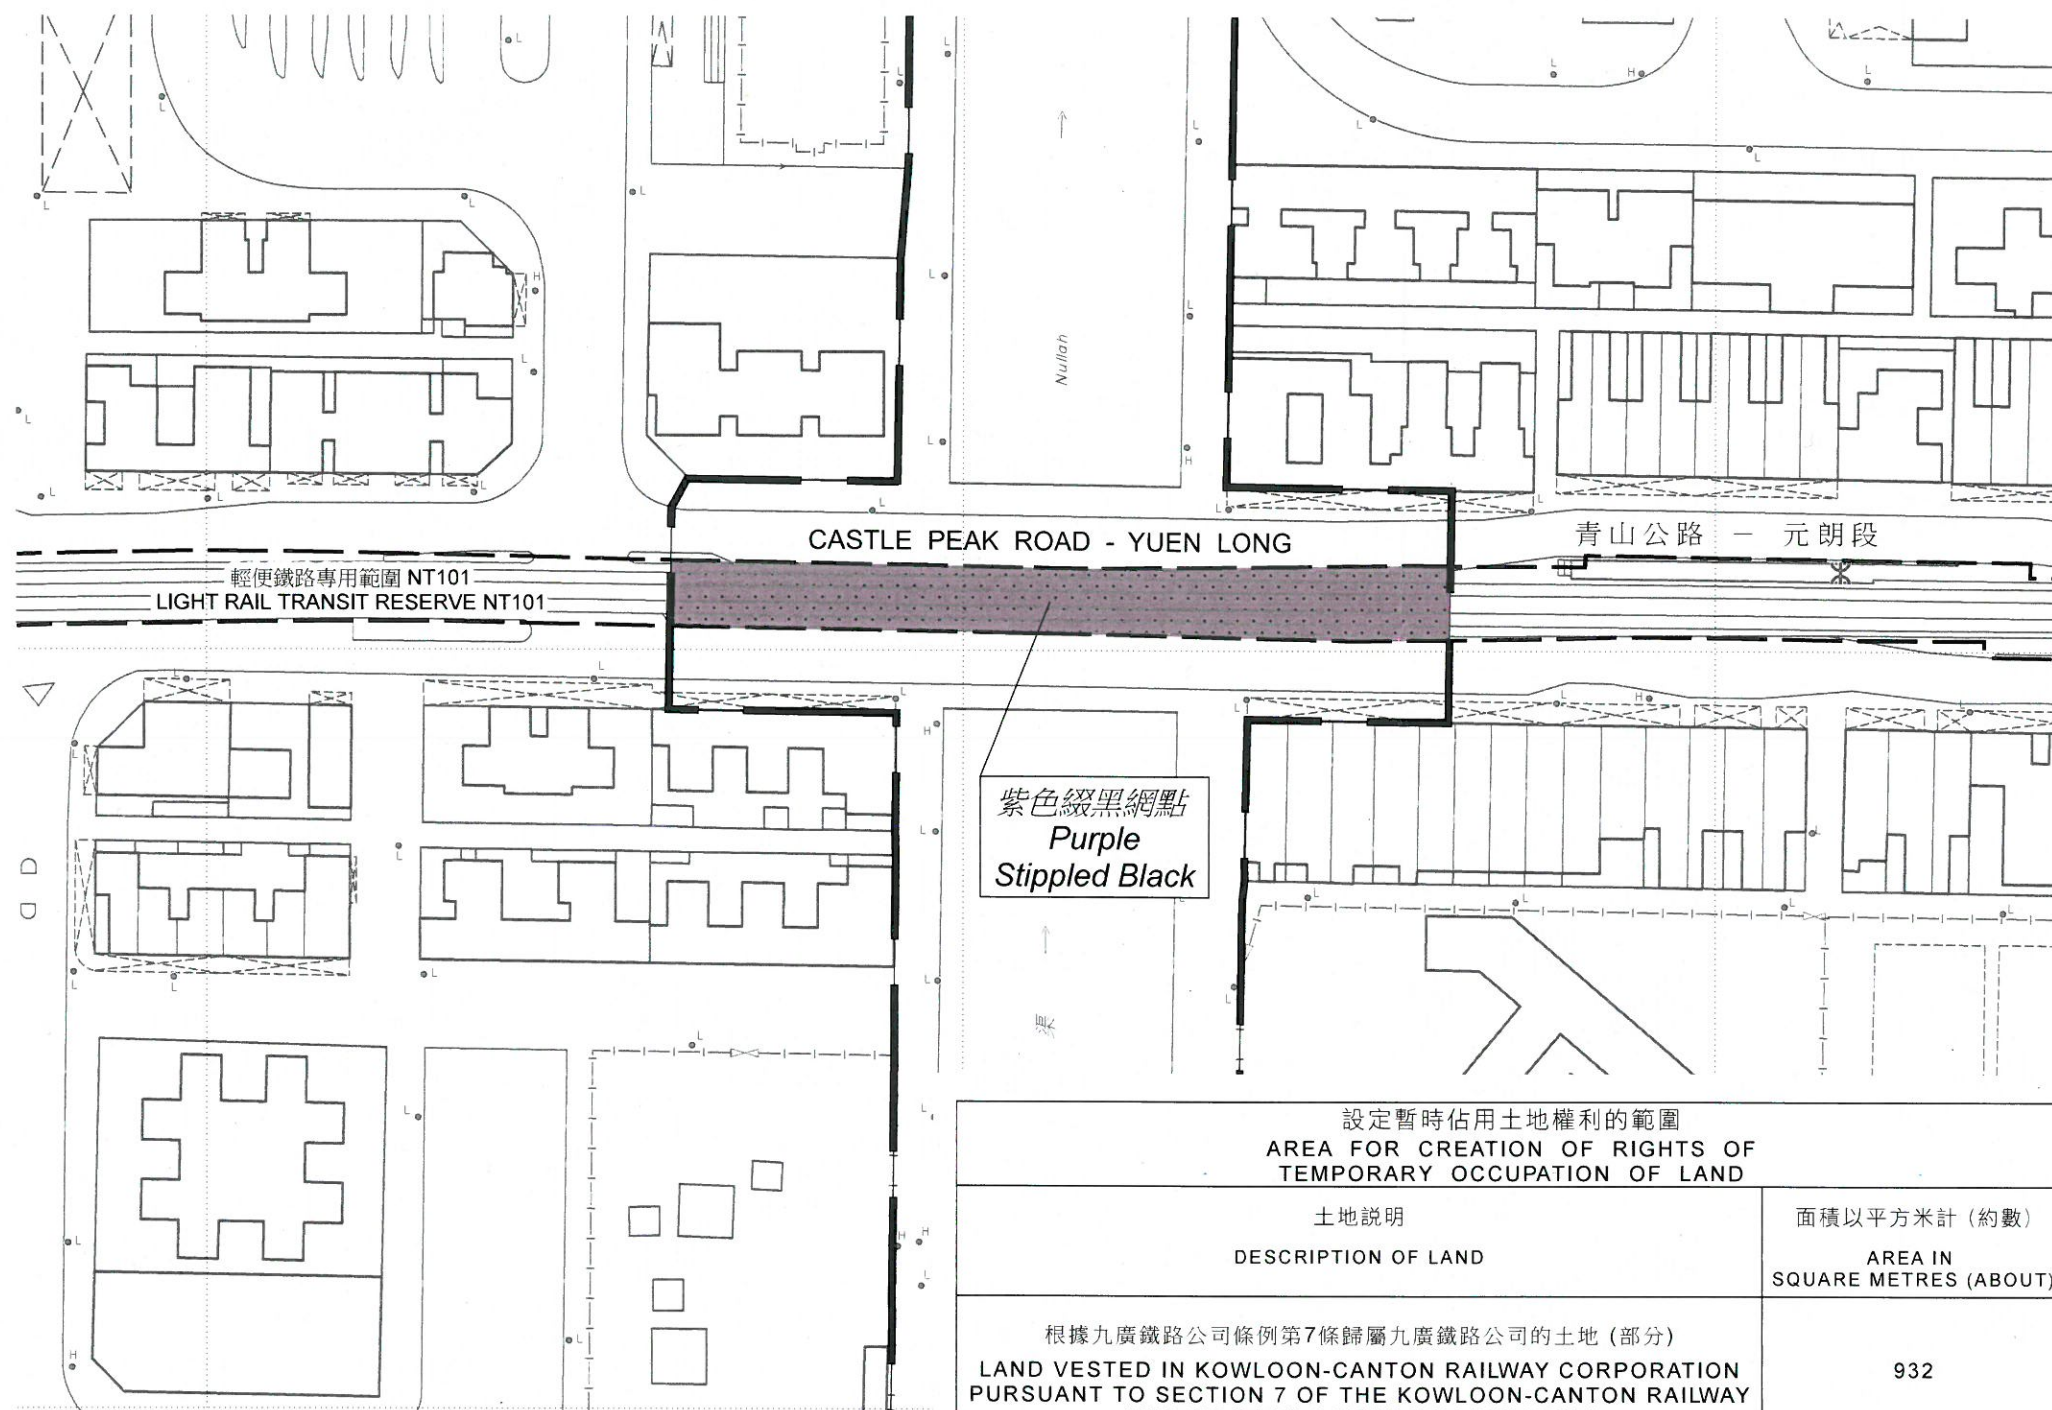 Nullah
CASTLE PEAK ROAD - YUEN LONG
青山公路 － 元朗段
輕便鐵路專用範圍 NT101
LIGHT RAIL TRANSIT RESERVE NT101
紫色綴黑網點
Purple
Stippled Black
渠
設定暫時佔用土地權利的範圍
AREA FOR CREATION OF RIGHTS OF
TEMPORARY OCCUPATION OF LAND
土地說明
DESCRIPTION OF LAND
面積以平方米計 (約數)
AREA IN
SQUARE METRES (ABOUT)
根據九廣鐵路公司條例第7條歸屬九廣鐵路公司的土地 (部分)
LAND VESTED IN KOWLOON-CANTON RAILWAY CORPORATION
PURSUANT TO SECTION 7 OF THE KOWLOON-CANTON RAILWAY
932